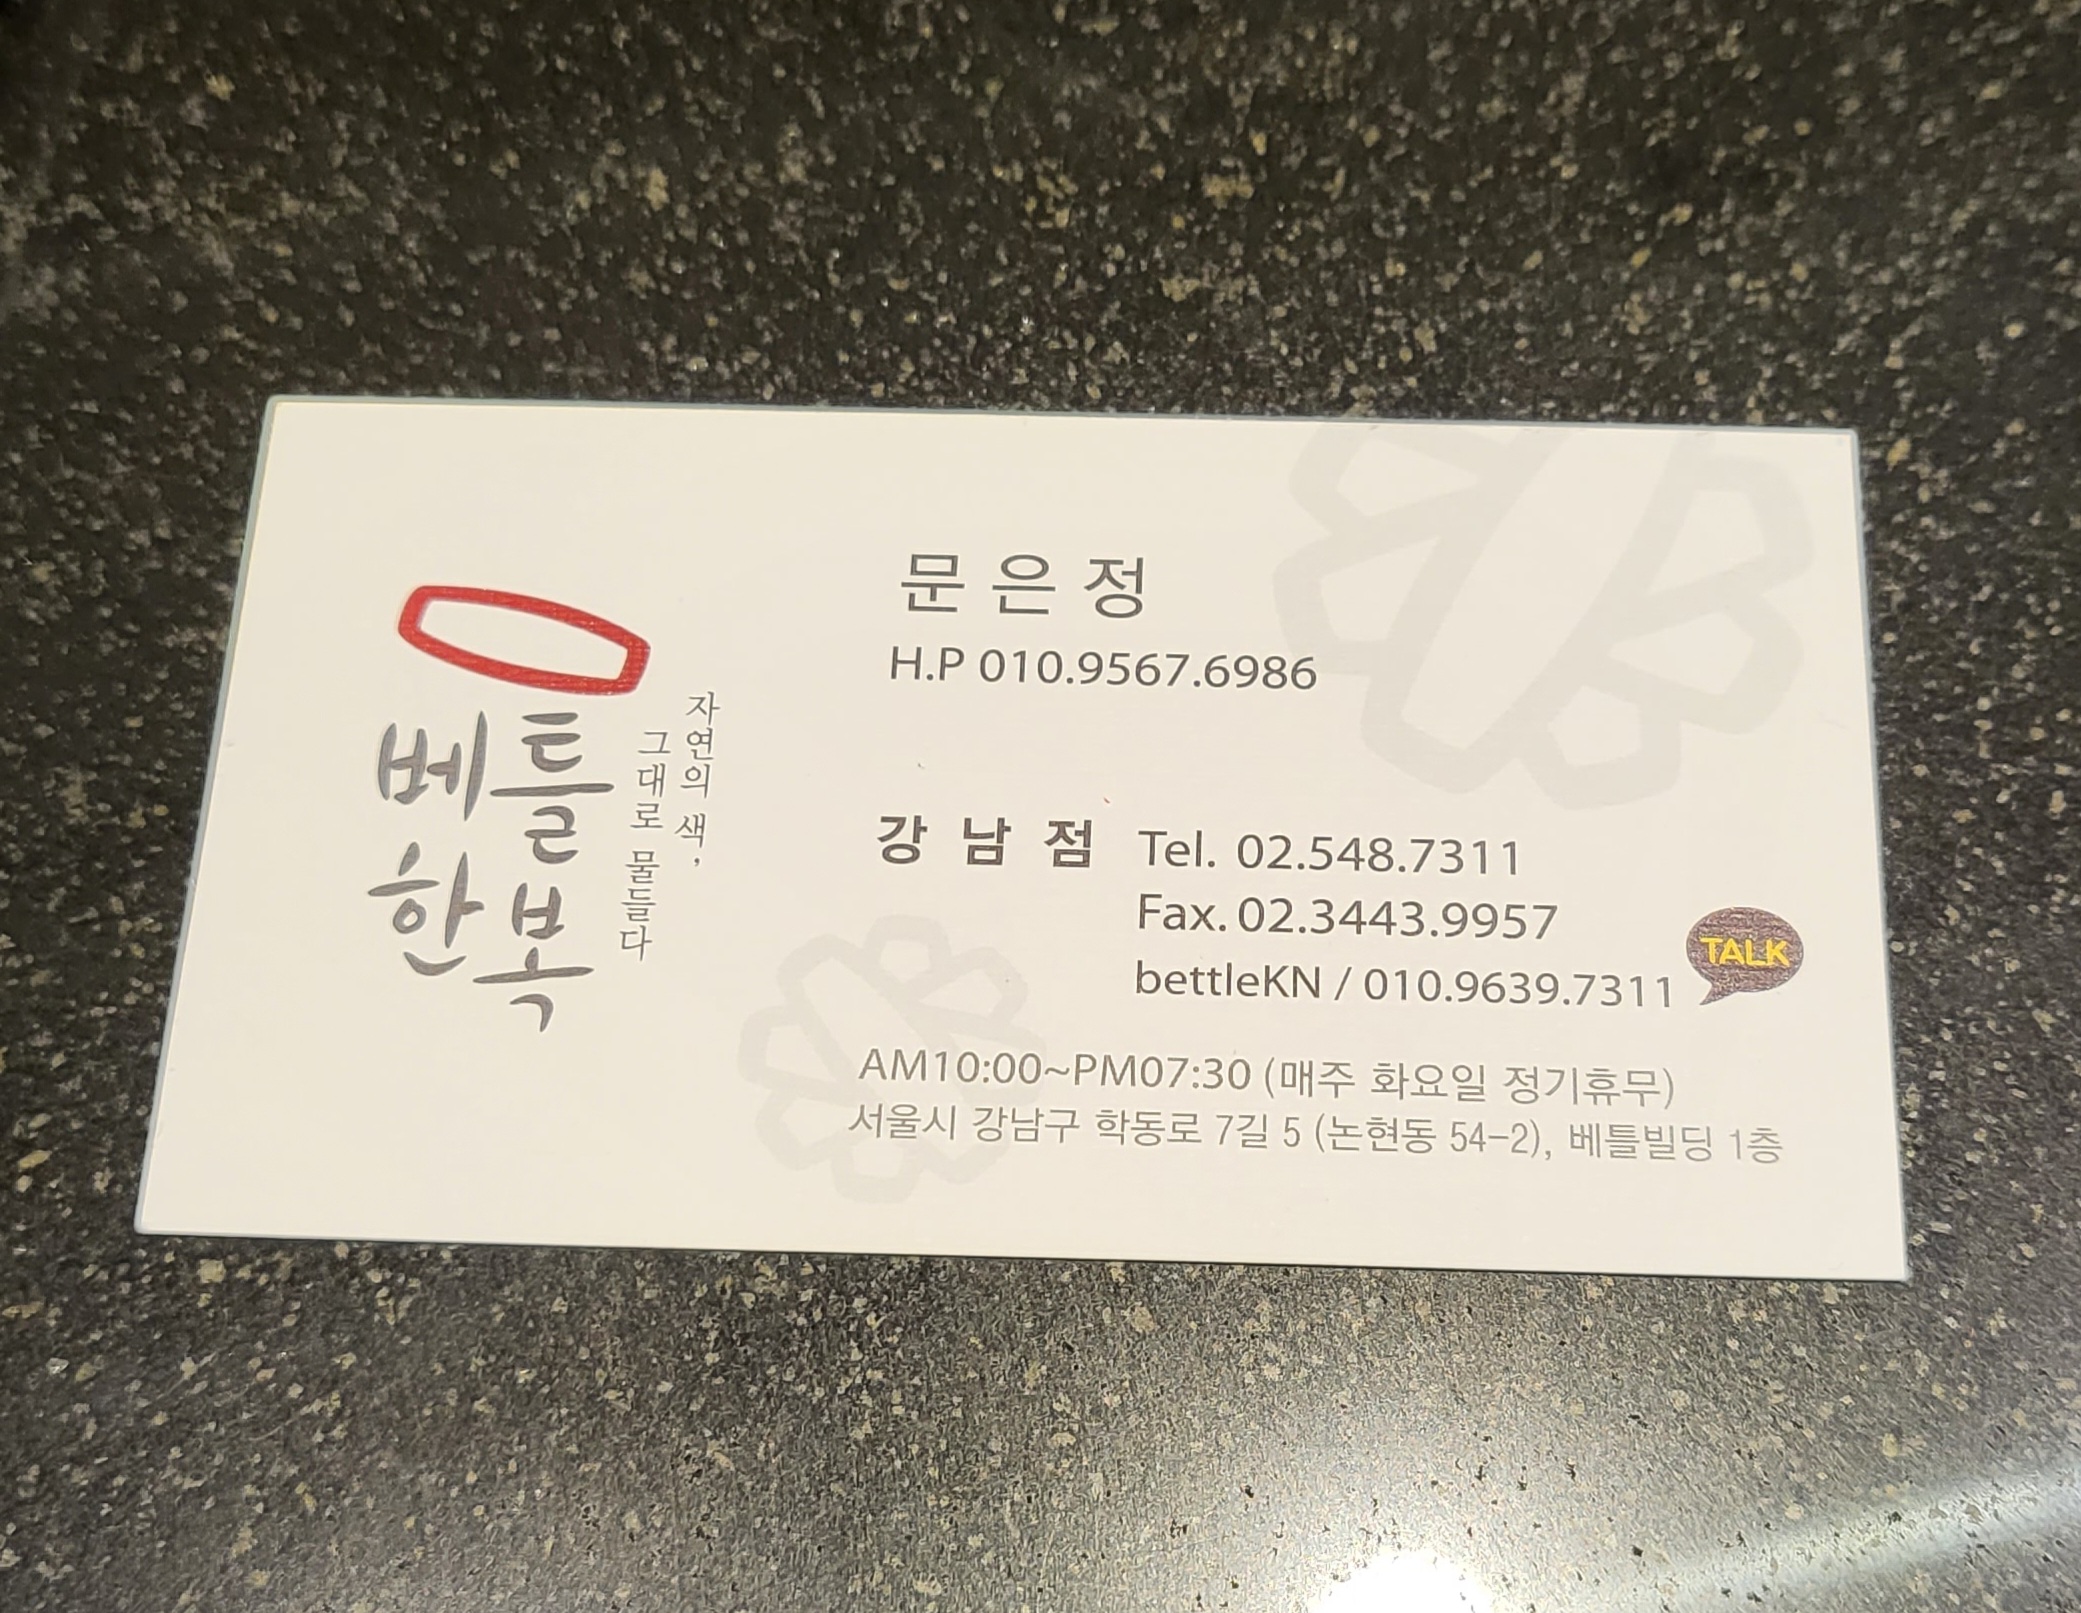 베틀
한복
자연의 색,
그대로 물들다
문은정
H.P 010.9567.6986
강남점 Tel. 02.548.7311
Fax. 02.3443.9957
bettleKN / 010.9639.7311 TALK
AM10:00~PM07:30 (매주 화요일 정기휴무)
서울시 강남구 학동로 7길 5 (논현동 54-2), 베틀빌딩 1층